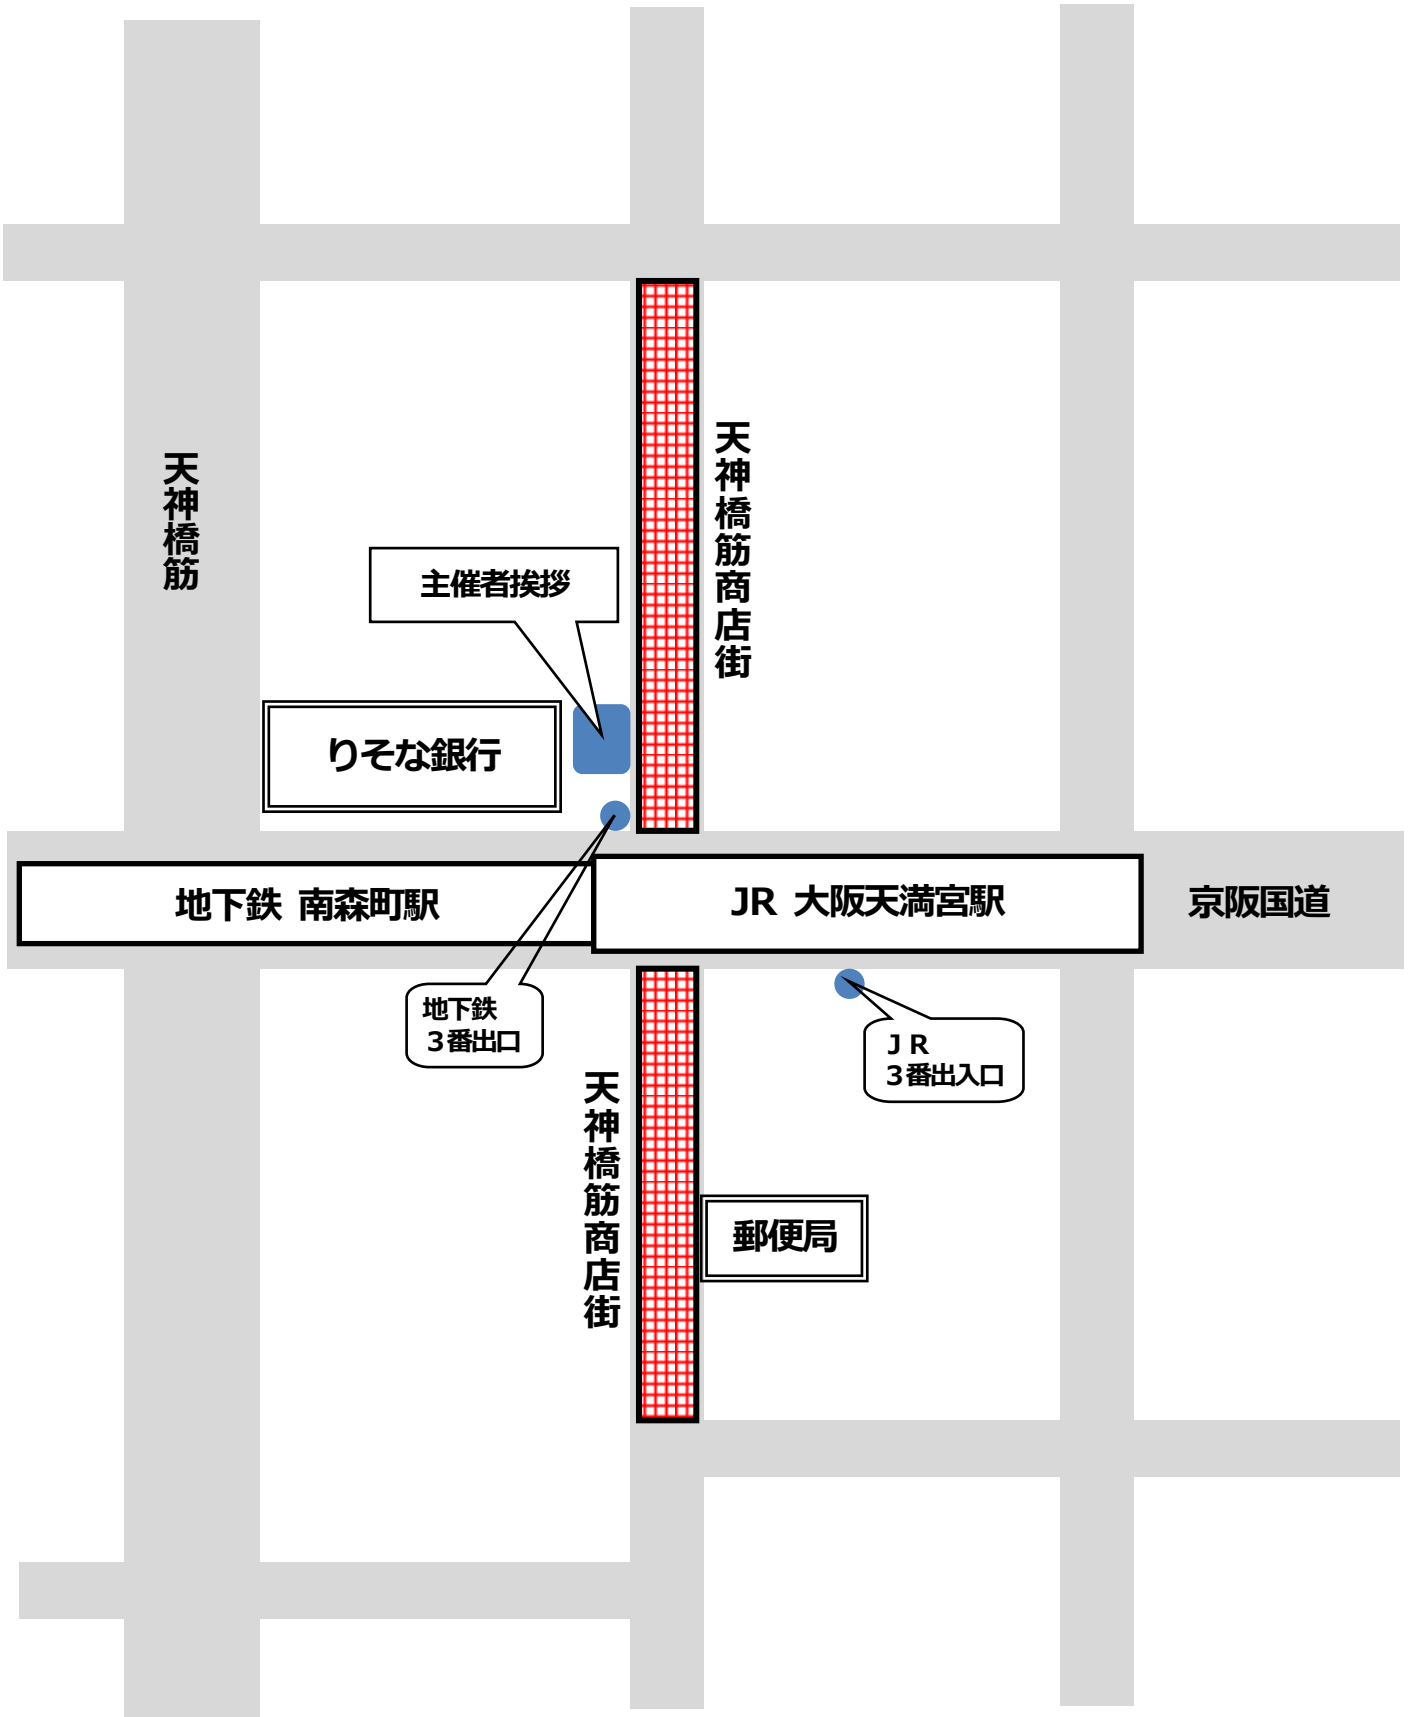 天神橋筋
天神橋筋商店街
主催者挨拶
りそな銀行
地下鉄 南森町駅
JR 大阪天満宮駅
京阪国道
地下鉄
３番出口
ＪＲ
３番出入口
天神橋筋商店街
郵便局